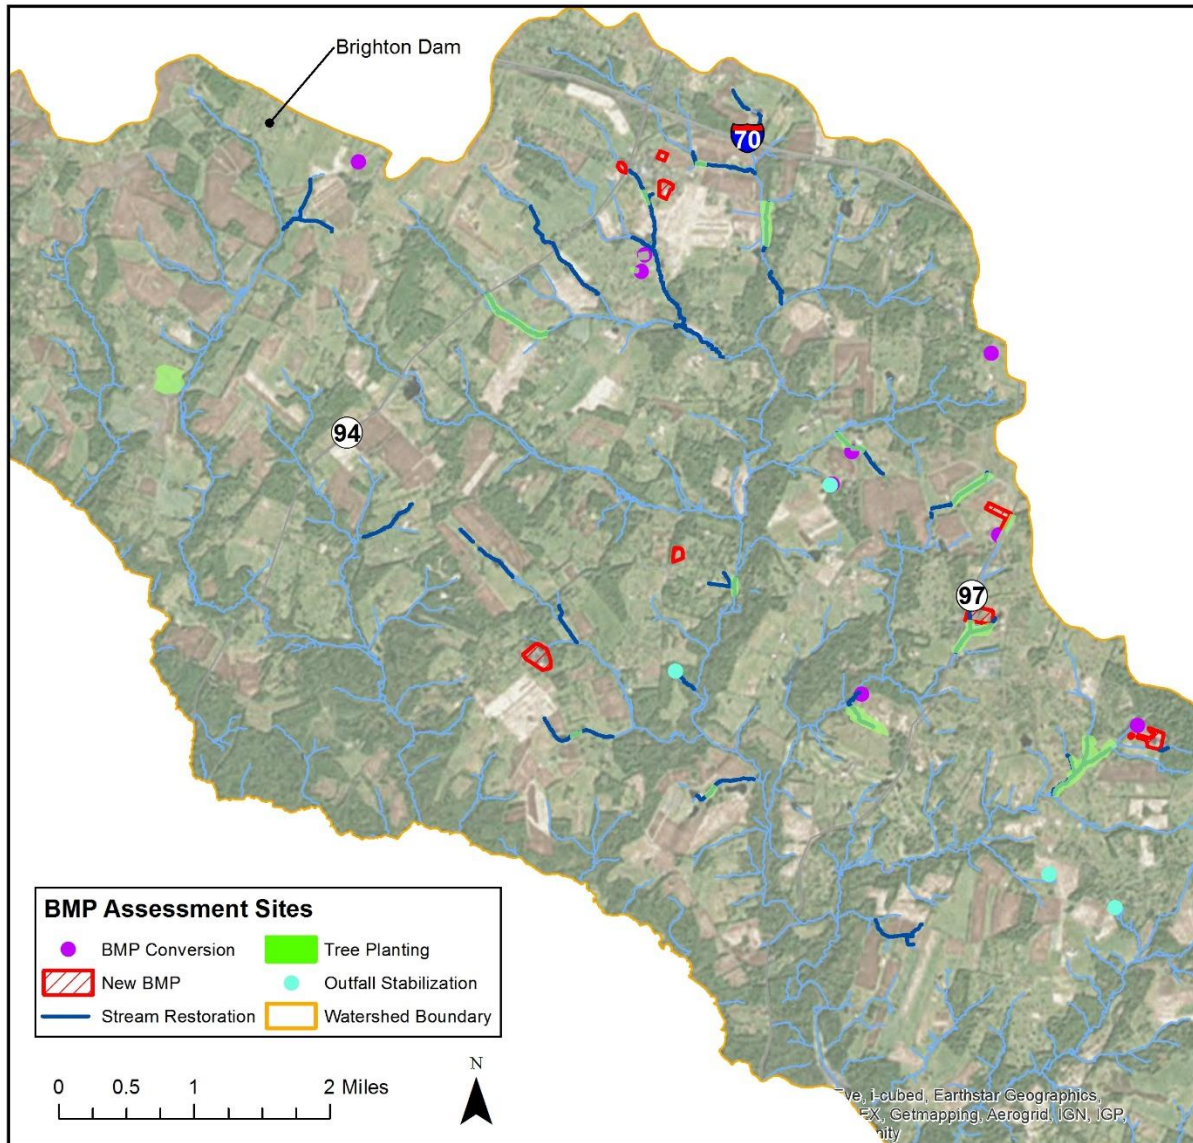 Brighton Dam
70
94
97
BMP Assessment Sites
BMP Conversion
Tree Planting
New BMP
Outfall Stabilization
Stream Restoration
Watershed Boundary
0 0.5 1 2 Miles
N
i-cubed, Earthstar Geographics,
EX, Getmapping, Aerogrid, IGN, IGP,